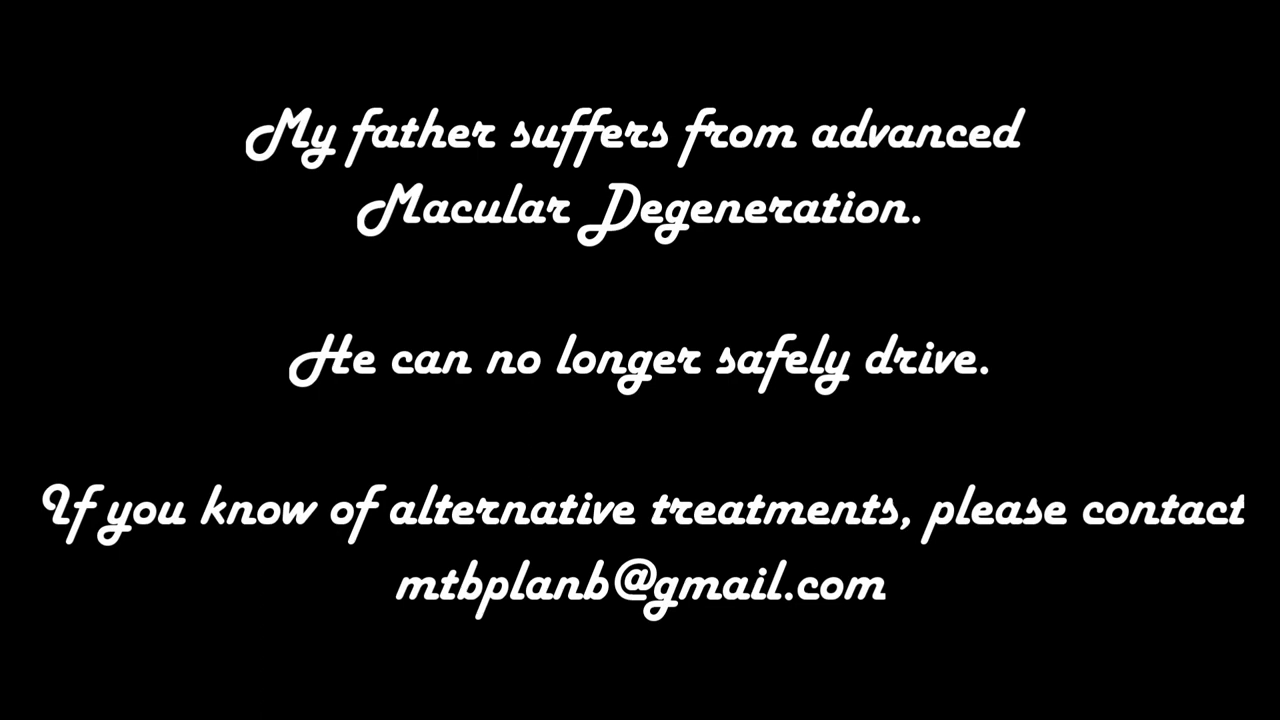 My father suffers from advanced
Macular Degeneration.
He can no longer safely drive.
If you know of alternative treatments, please contact
mtbplanb@gmail.com